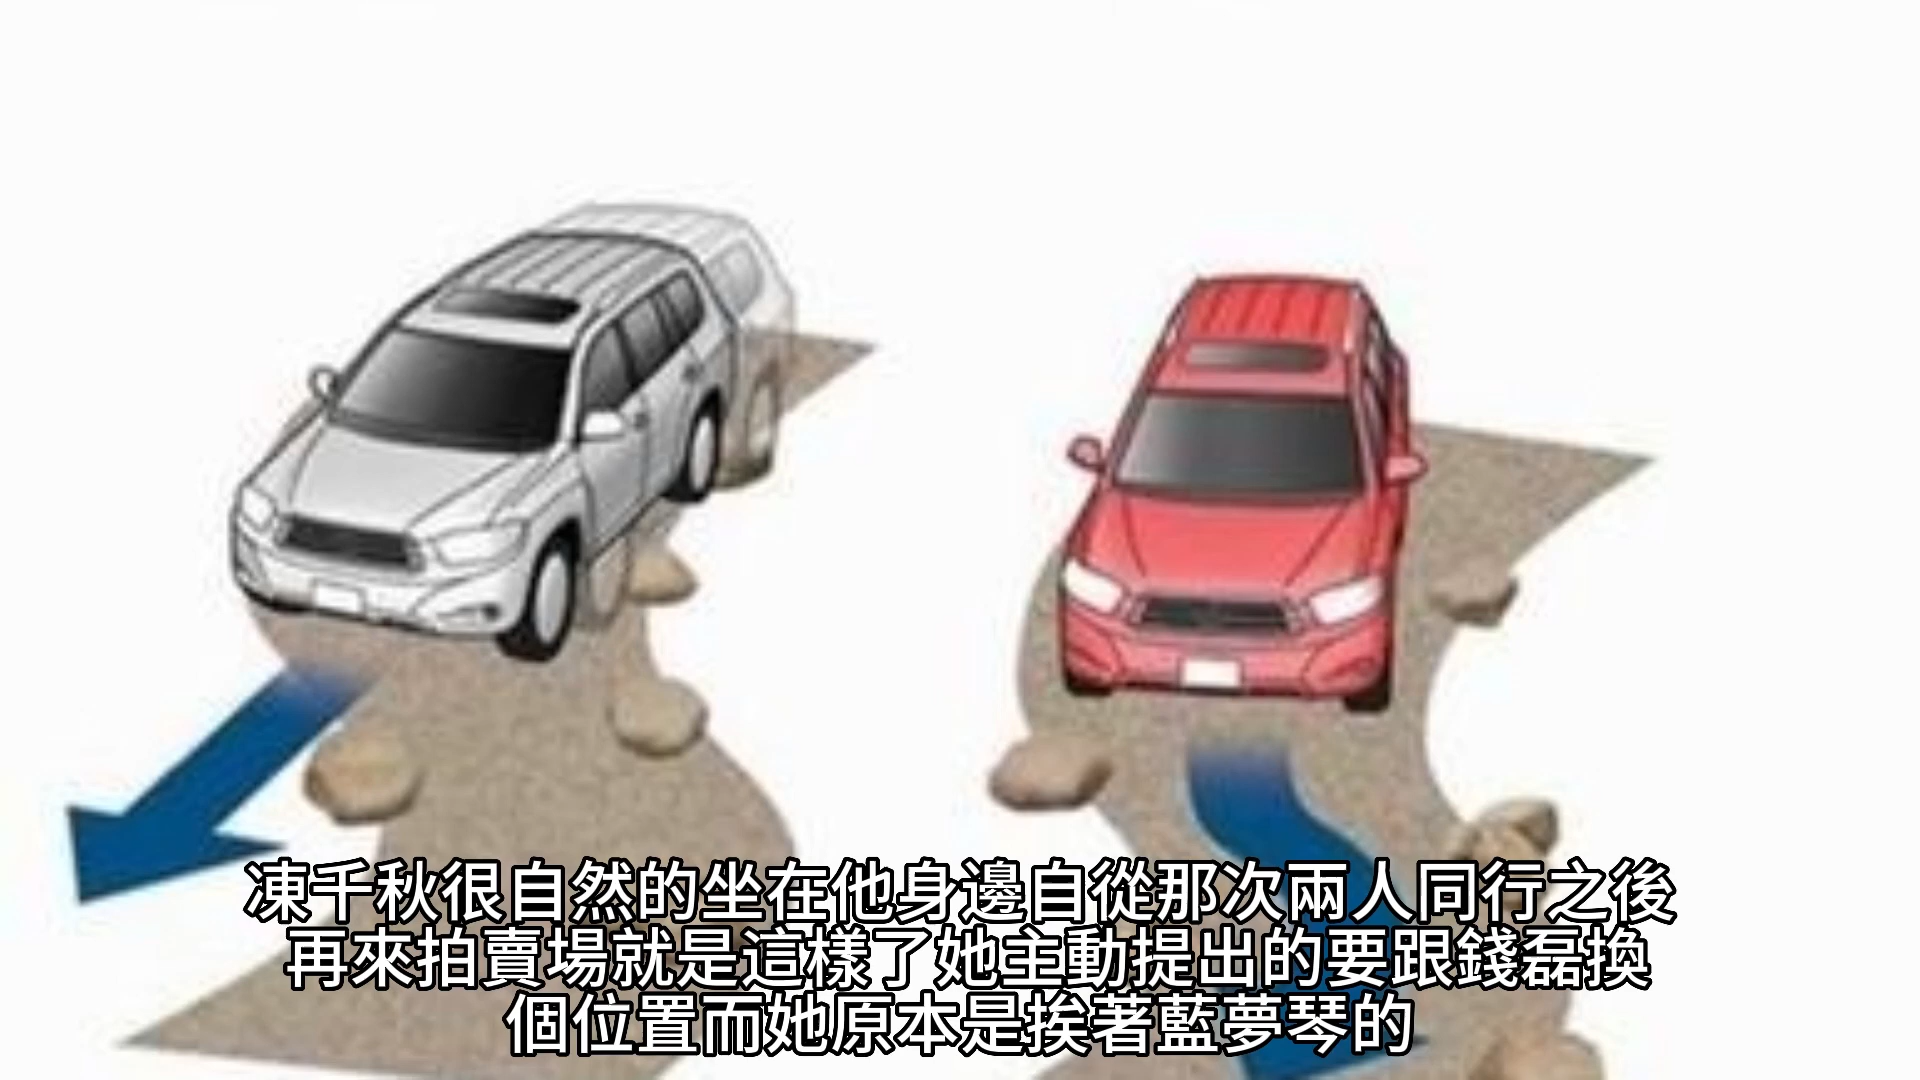 凍千秋很自然的坐在他身邊自從那次兩人同行之後
再來拍賣場就是這樣了她主動提出的要跟錢磊換
個位置而她原本是挨著藍夢琴的